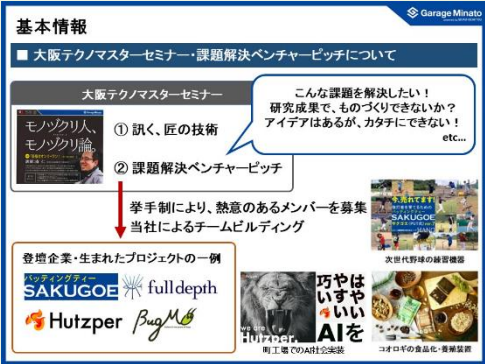 Garage Minato
基本情報
■ 大阪テクノマスターセミナー・課題解決ベンチャーピッチについて
大阪テクノマスターセミナー
モノヅクリ人、
モノヅクリ論。
① 訊く、匠の技術
② 課題解決ベンチャーピッチ
こんな課題を解決したい!
研究成果で、ものづくりできないか?
アイデアはあるが、カタチにできない!
etc...
挙手制により、熱意のあるメンバーを募集
当社によるチームビルディング
登壇企業・生まれたプロジェクトの一例
バッティングティー
SAKUGOE
fulldepth
Hutzper
BugMo
今、売れてます!
SAKUGOE
次世代野球の練習機器
はやい
やすい
巧い
AIを
we are
Hutzper.
町工場でのAI社会実装
コオロギの食品化・養殖装置